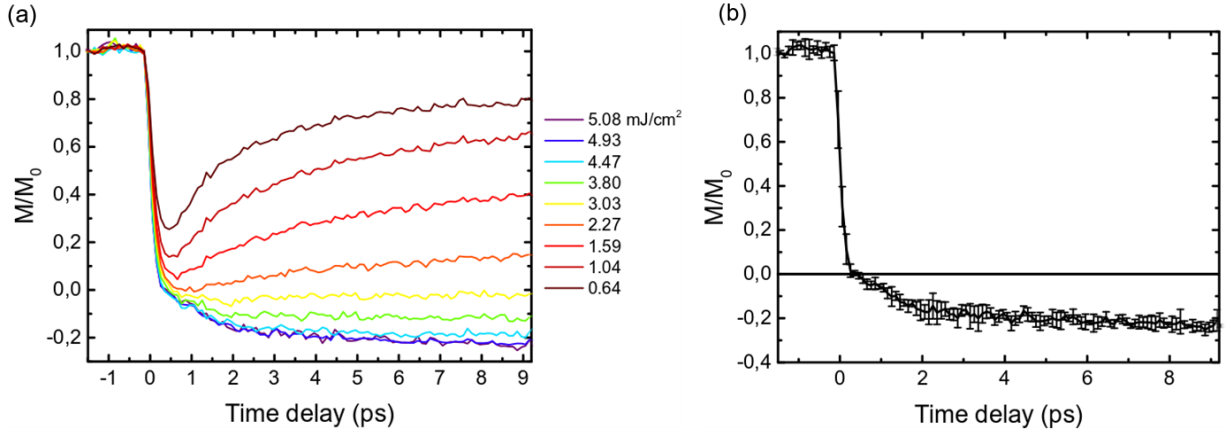 (a)
1,0
0,8
0,6
0,4
0,2
0,0
-0,2
M/M0
-1 0 1 2 3 4 5 6 7 8 9
Time delay (ps)
5.08 mJ/cm²
4.93
4.47
3.80
3.03
2.27
1.59
1.04
0.64
(b)
1,0
0,8
0,6
0,4
0,2
0,0
-0,2
-0,4
M/M0
0 2 4 6 8
Time delay (ps)